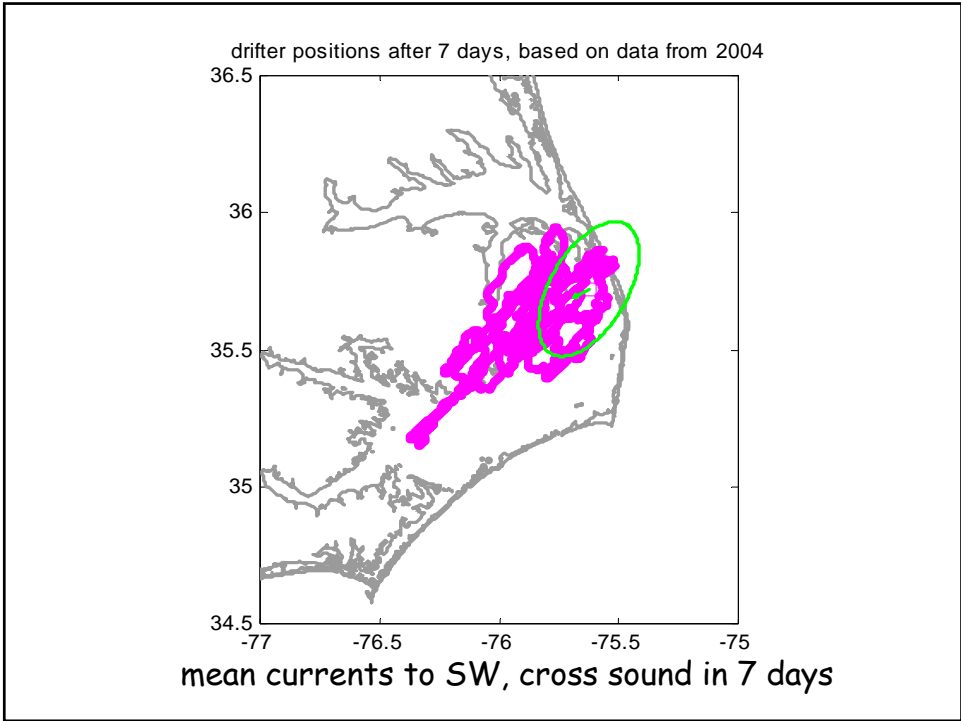 drifter positions after 7 days, based on data from 2004
36.5
36
35.5
35
34.5
-77 -76.5 -76 -75.5 -75
mean currents to SW, cross sound in 7 days